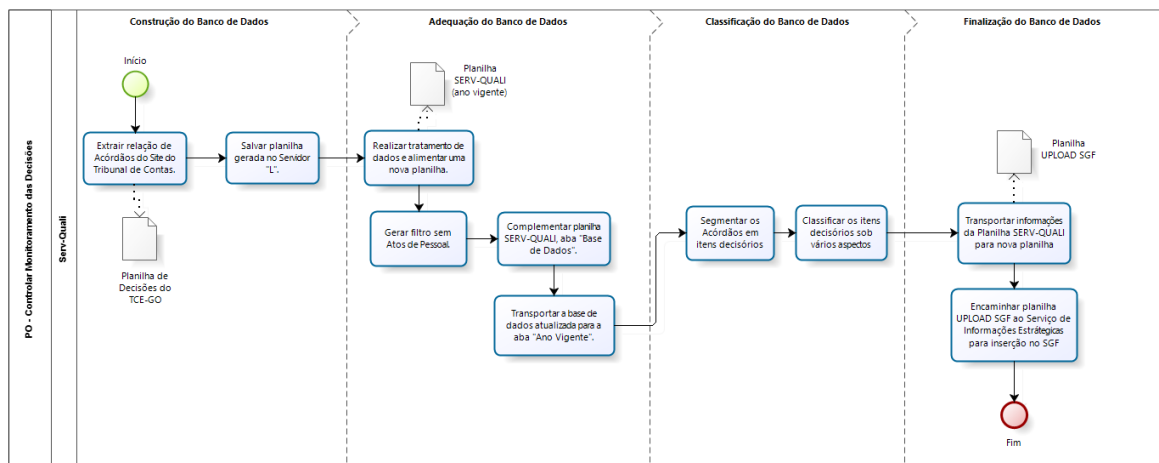 PO - Controlar Monitoramento das Decisões
Serv-Quali
Construção do Banco de Dados
Adequação do Banco de Dados
Classificação do Banco de Dados
Finalização do Banco de Dados
Início
Extrair relação de
Acórdãos do Site do
Tribunal de Contas.
Salvar planilha
gerada no Servidor
"L".
Planilha de
Decisões do
TCE-GO
Planilha
SERV-QUALI
(ano vigente)
Realizar tratamento de
dados e alimentar uma
nova planilha.
Gerar filtro sem
Atos de Pessoal.
Complementar planilha
SERV-QUALI, aba "Base
de Dados".
Transportar a base de
dados atualizada para a
aba "Ano Vigente".
Segmentar os
Acórdãos em
itens decisórios
Classificar os itens
decisórios sob
vários aspectos
Planilha
UPLOAD SGF
Transportar informações
da Planilha SERV-QUALI
para nova planilha
Encaminhar planilha
UPLOAD SGF ao Serviço de
Informações Estrátegicas
para inserção no SGF
Fim